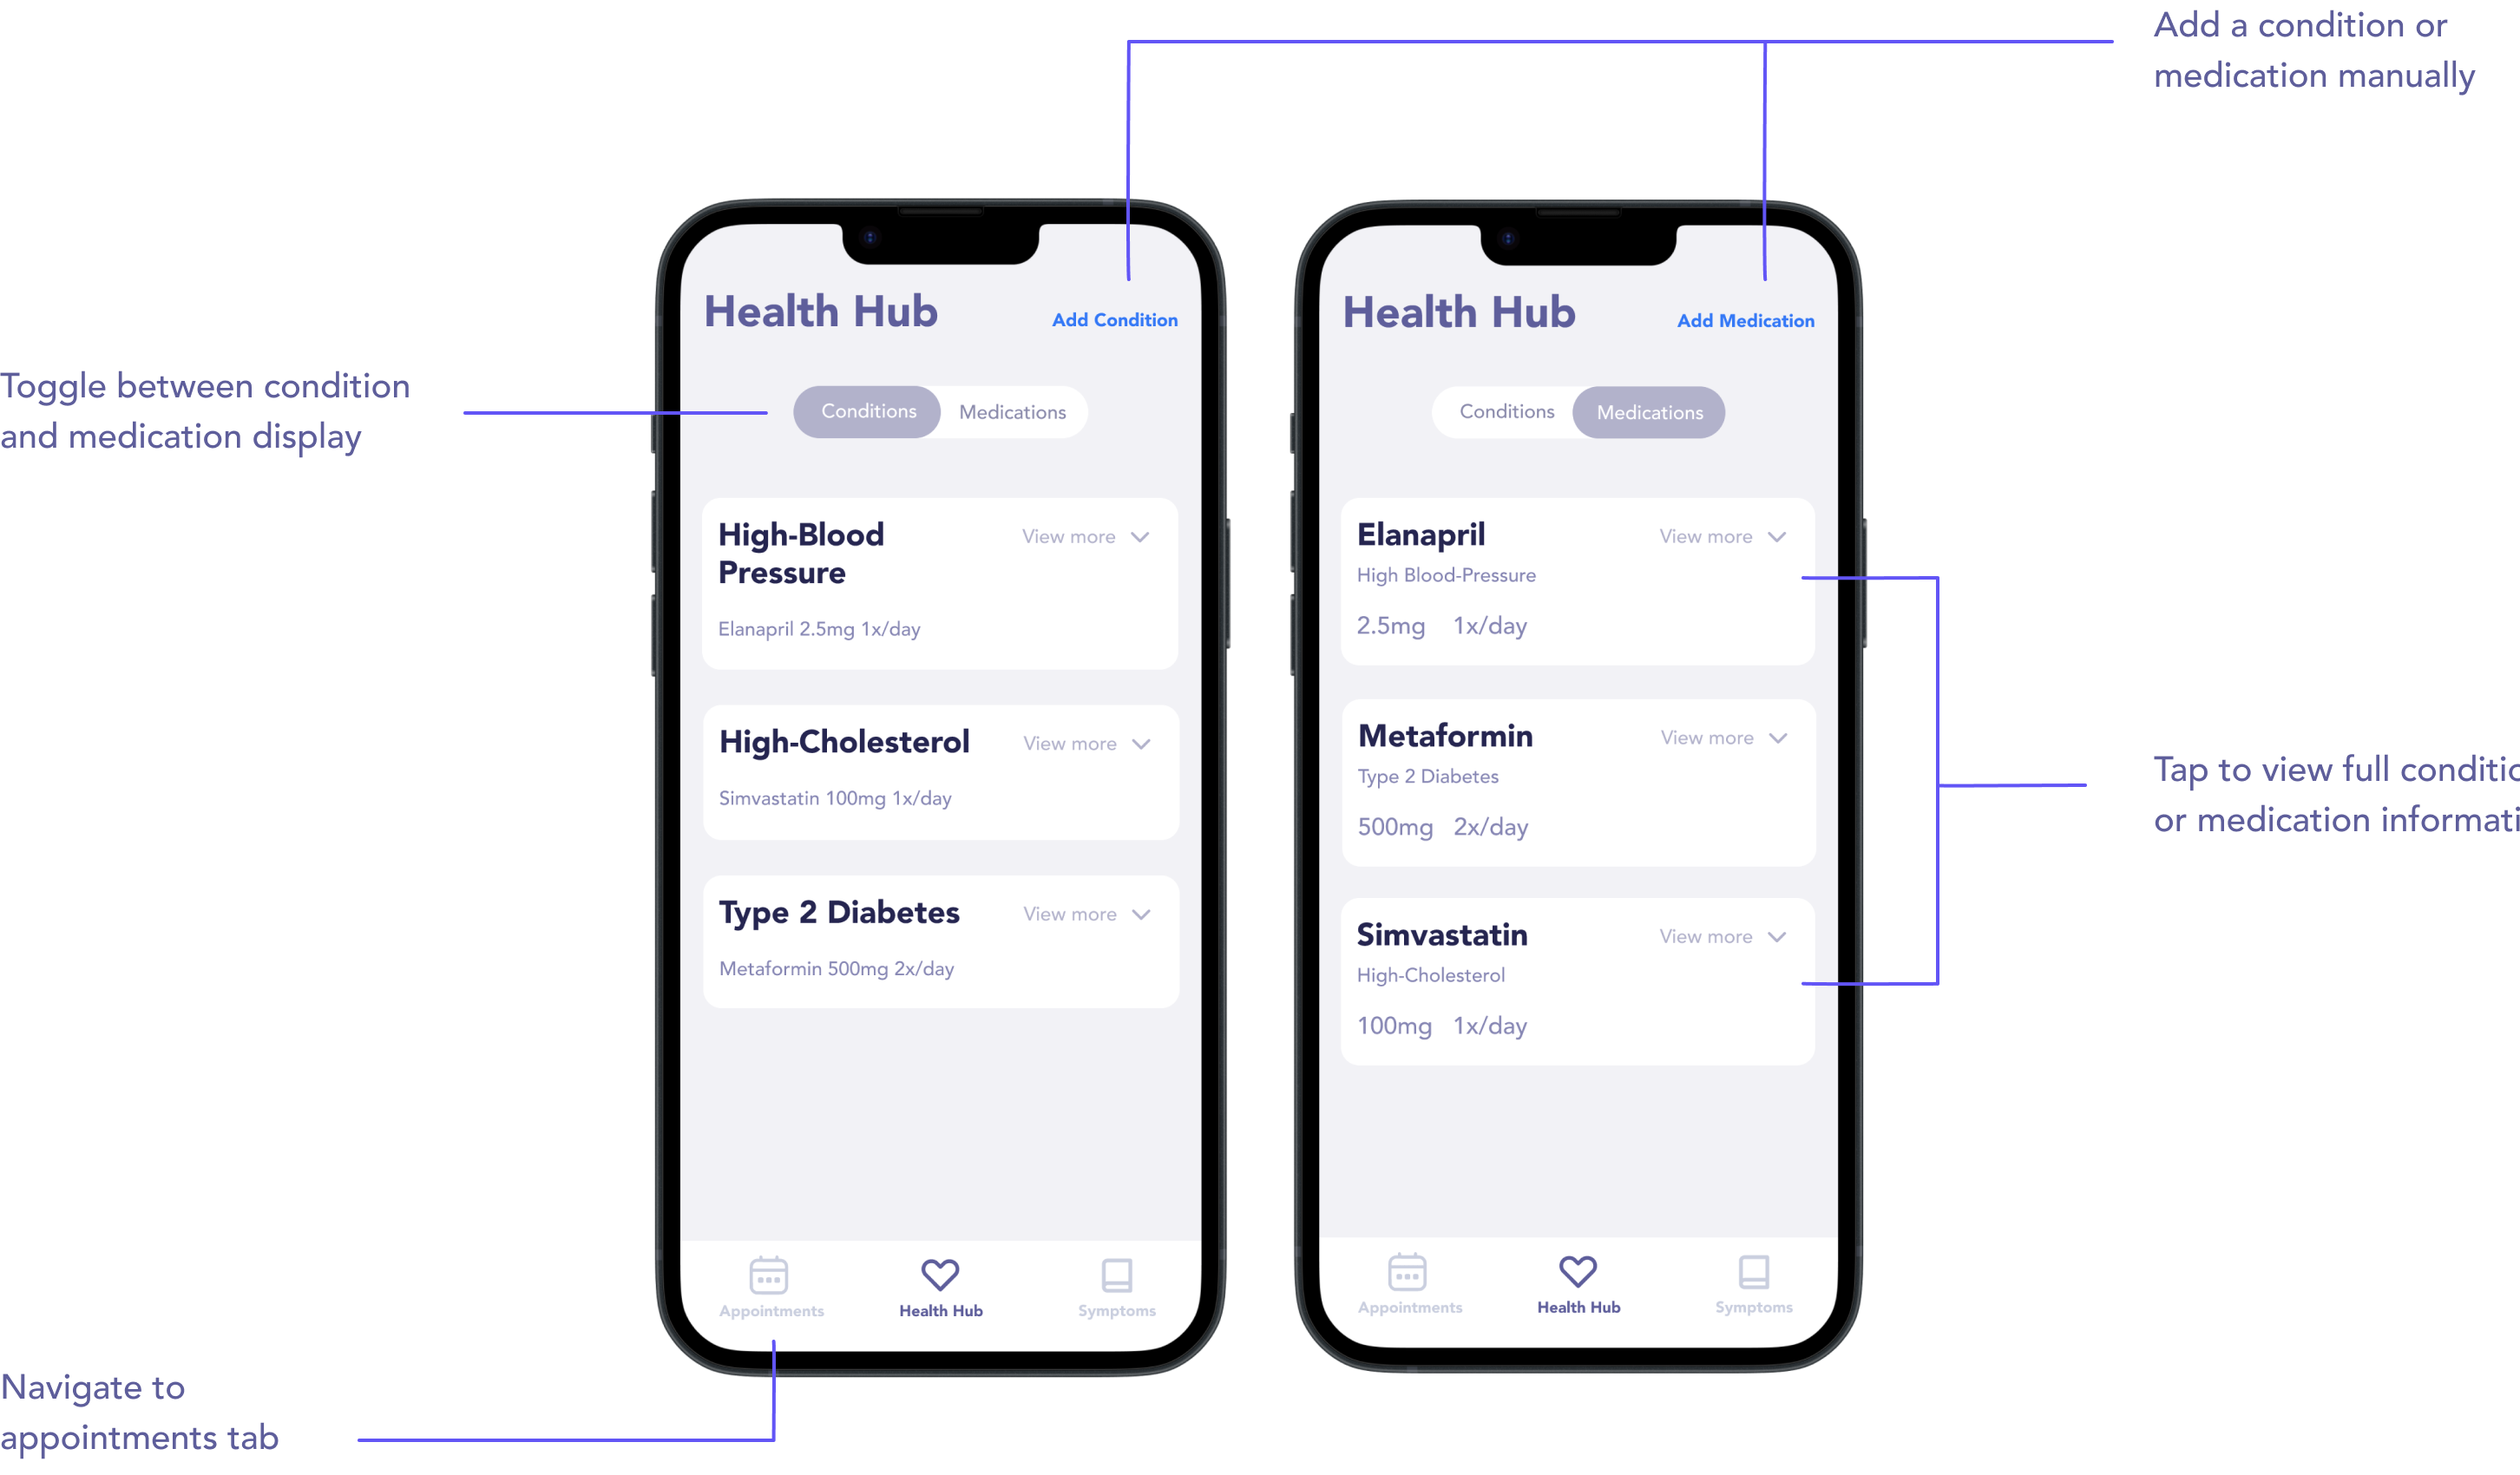 Add a condition or
medication manually
Toggle between condition
and medication display
Health Hub
Add Condition
Conditions
Medications
High-Blood
Pressure
View more
Elanapril 2.5mg 1x/day
High-Cholesterol
View more
Simvastatin 100mg 1x/day
Type 2 Diabetes
View more
Metaformin 500mg 2x/day
Appointments
Health Hub
Symptoms
Health Hub
Add Medication
Conditions
Medications
Elanapril
View more
High Blood-Pressure
2.5mg 1x/day
Metaformin
View more
Type 2 Diabetes
500mg 2x/day
Simvastatin
View more
High-Cholesterol
100mg 1x/day
Appointments
Health Hub
Symptoms
Tap to view full
or medication
Navigate to
appointments tab